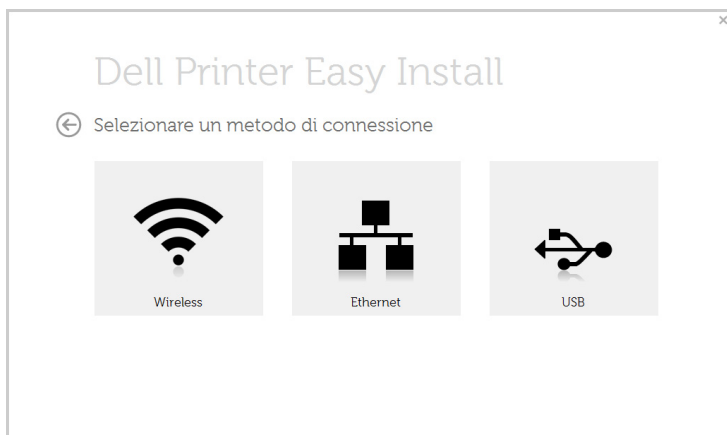 Dell Printer Easy Install
Selezionare un metodo di connessione
Wireless
Ethernet
USB